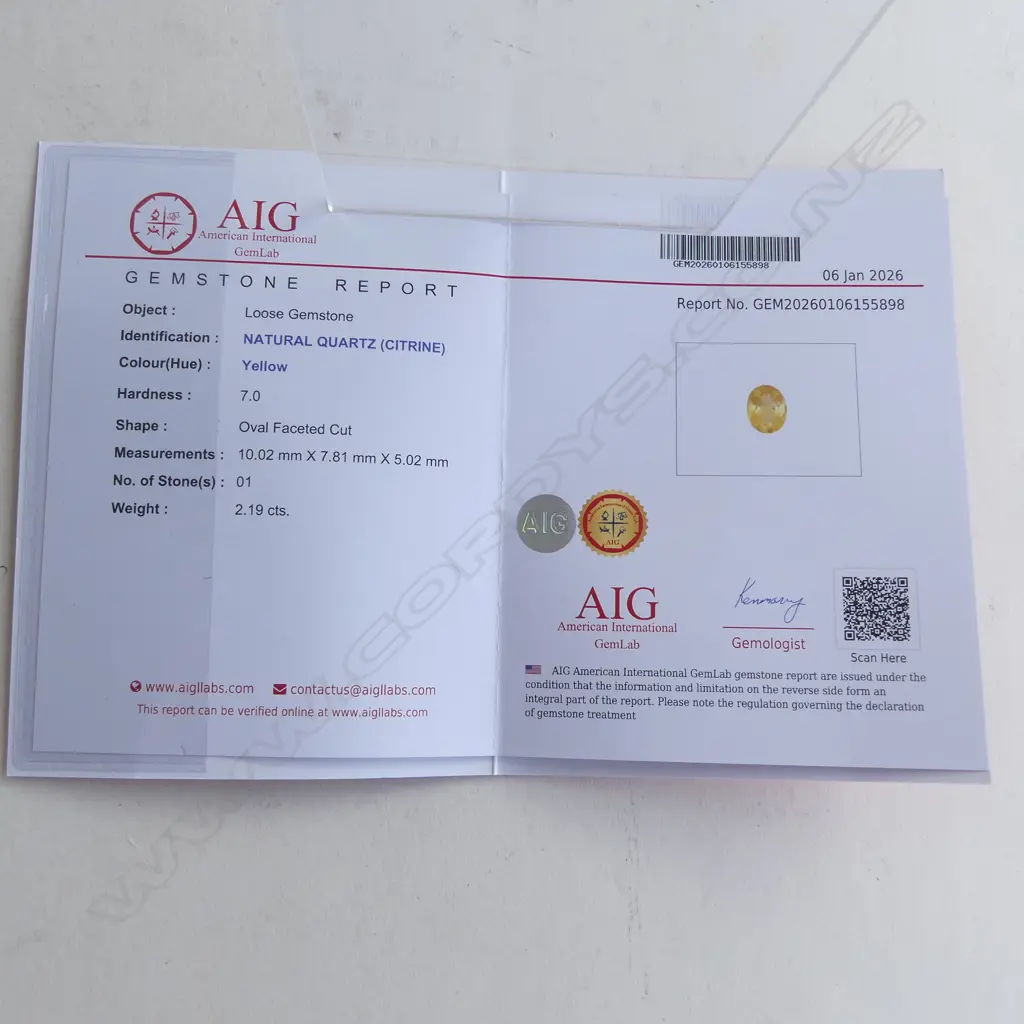 AIG
American International
GemLab
GEMSTONE REPORT
Object : Loose Gemstone
Identification : NATURAL QUARTZ (CITRINE)
Colour(Hue) : Yellow
Hardness : 7.0
Shape : Oval Faceted Cut
Measurements : 10.02 mm X 7.81 mm X 5.02 mm
No. of Stone(s) : 01
Weight : 2.19 cts.
www.aigllabs.com contactus@aigllabs.com
This report can be verified online at www.aigllabs.com
GEM20260106155898
06 Jan 2026
Report No. GEM20260106155898
AIG
AIG
AIG
American International
GemLab
Gemologist
Scan Here
AIG American International GemLab gemstone report are issued under the
condition that the information and limitation on the reverse side form an
integral part of the report. Please note the regulation governing the declaration
of gemstone treatment
WWW.CORDYS.CO.NZ